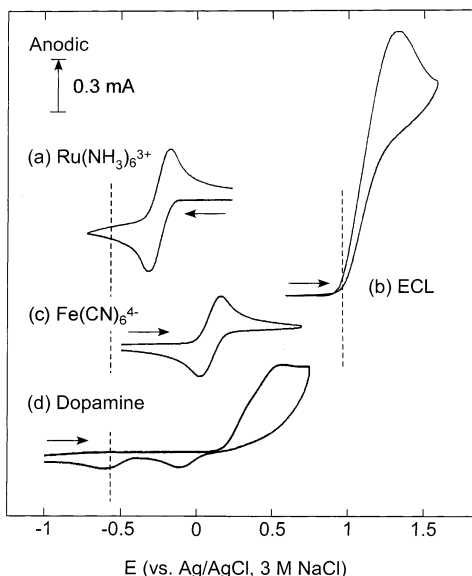 Anodic
0.3 mA
(a) Ru(NH₃)₆³⁺
(b) ECL
(c) Fe(CN)₆⁴⁻
(d) Dopamine
-1 -0.5 0 0.5 1 1.5
E (vs. Ag/AgCl, 3 M NaCl)